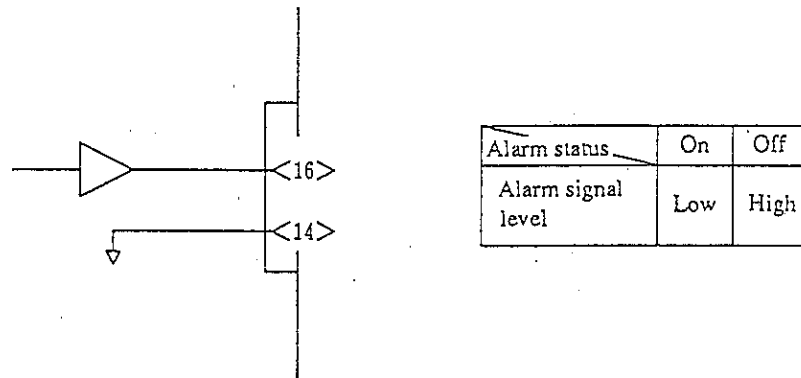 <16>
<14>
Alarm status On Off
Alarm signal
level
Low High